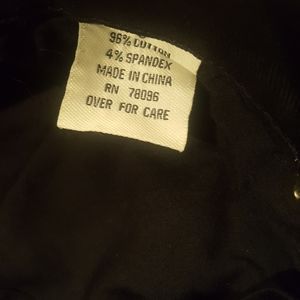 96% COTTON
4% SPANDEX
MADE IN CHINA
RN 78096
OVER FOR CARE